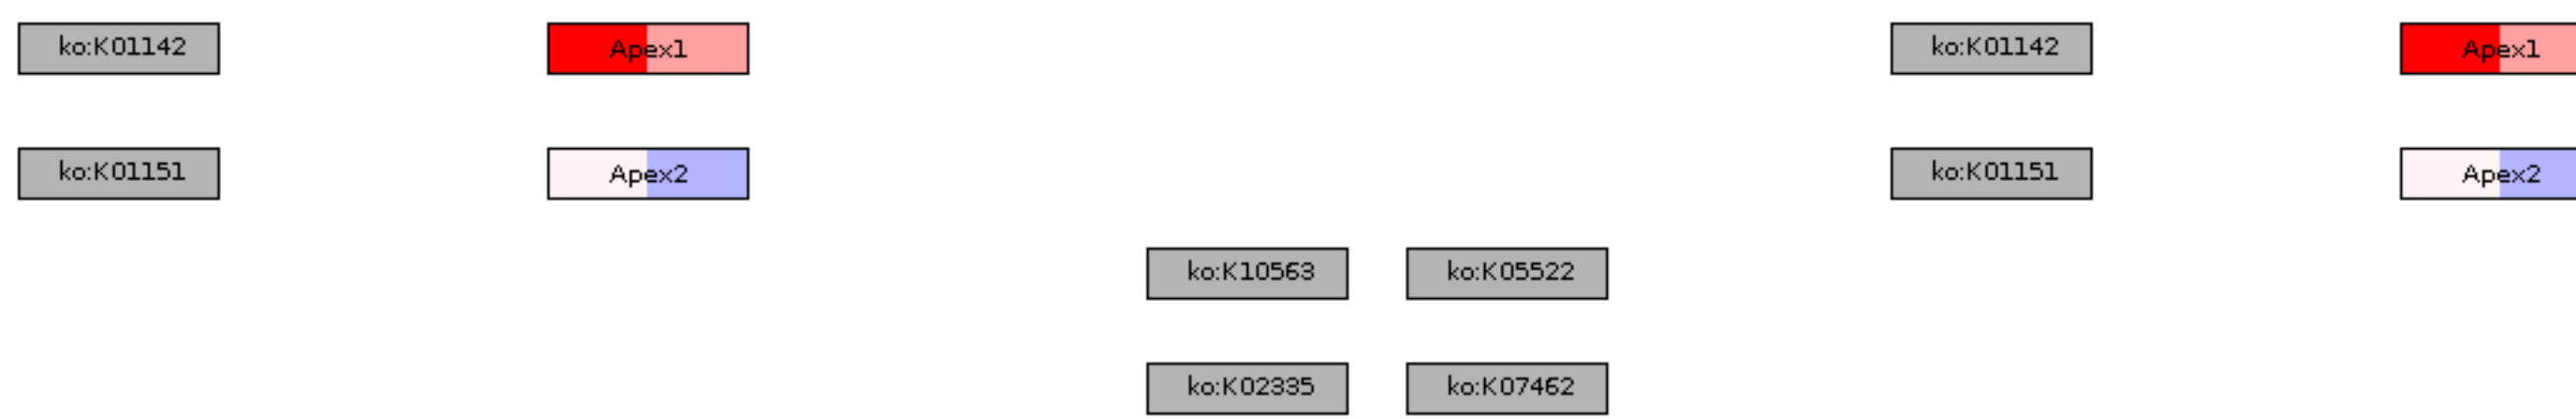 ko:K01142 Apex1 ko:K01142 Apex1
ko:K01151 Apex2 ko:K01151 Apex2
ko:K10563 ko:K05522
ko:K02335 ko:K07462